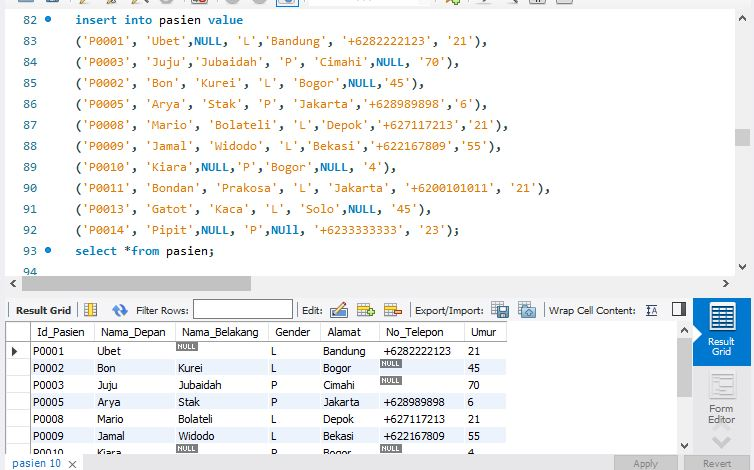 82 insert into pasien value
83 ('P0001', 'Ubet',NULL, 'L','Bandung', '+6282222123', '21'),
84 ('P0003', 'Juju','Jubaidah', 'P', 'Cimahi',NULL, '70'),
85 ('P0002', 'Bon', 'Kurei', 'L', 'Bogor',NULL,'45'),
86 ('P0005', 'Arya', 'Stak', 'P', 'Jakarta','+628989898','6'),
87 ('P0008', 'Mario', 'Bolateli', 'L','Depok','+627117213','21'),
88 ('P0009', 'Jamal', 'Widodo', 'L','Bekasi','+622167809','55'),
89 ('P0010', 'Kiara',NULL,'P','Bogor',NULL, '4'),
90 ('P0011', 'Bondan', 'Prakosa', 'L', 'Jakarta', '+6200101011', '21'),
91 ('P0013', 'Gatot', 'Kaca', 'L', 'Solo',NULL, '45'),
92 ('P0014', 'Pipit',NULL, 'P',NUll, '+6233333333', '23');
93 select *from pasien;
94
Result Grid Filter Rows: Edit: Export/Import: Wrap Cell Content:
Id_Pasien Nama_Depan Nama_Belakang Gender Alamat No_Telepon Umur
P0001 Ubet NULL L Bandung +6282222123 21
P0002 Bon Kurei L Bogor NULL 45
P0003 Juju Jubaidah P Cimahi NULL 70
P0005 Arya Stak P Jakarta +628989898 6
P0008 Mario Bolateli L Depok +627117213 21
P0009 Jamal Widodo L Bekasi +622167809 55
P0010 Kiara NULL P Bogor NULL 4
Result
Grid
Form
Editor
pasien 10
Apply Revert